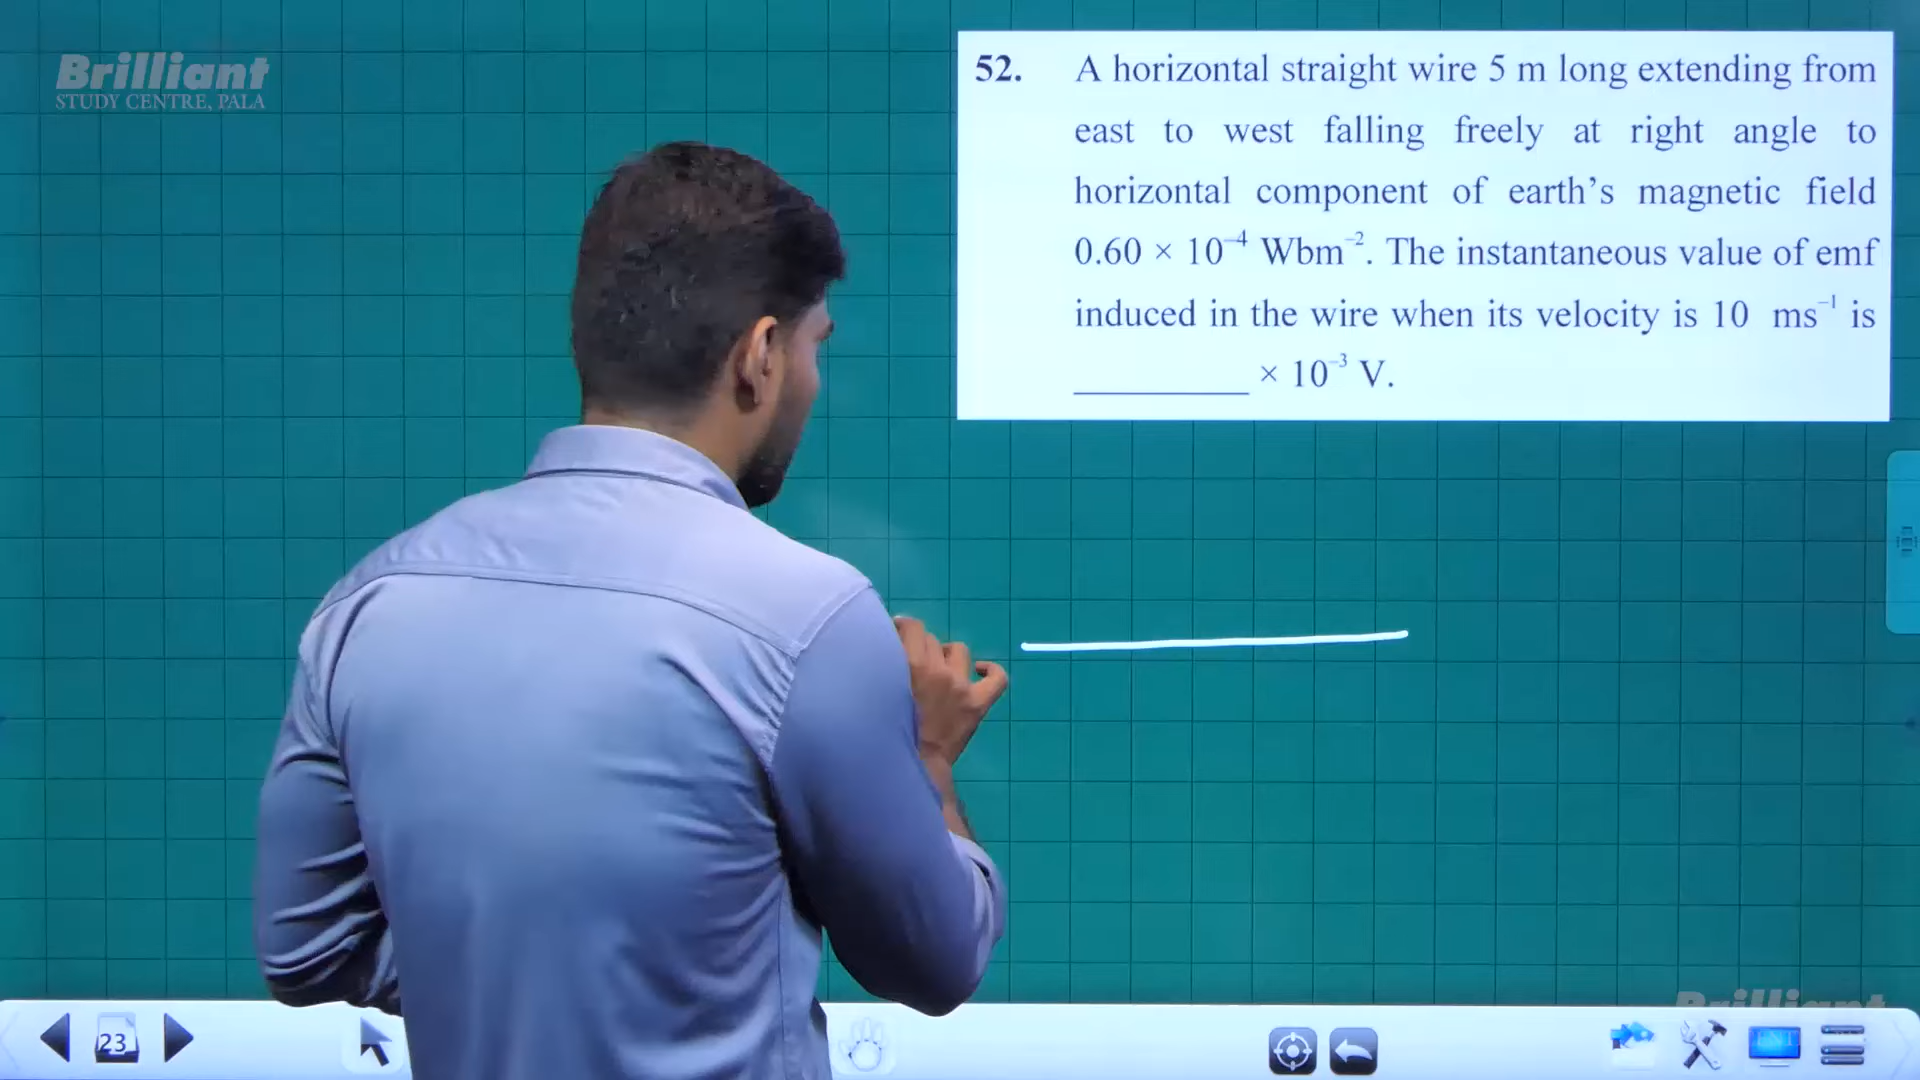 Brilliant
STUDY CENTRE, PALA
52. A horizontal straight wire 5 m long extending from
east to west falling freely at right angle to
horizontal component of earth’s magnetic field
0.60 × 10⁻⁴ Wbm⁻². The instantaneous value of emf
induced in the wire when its velocity is 10 ms⁻¹ is
__________ × 10⁻³ V.
Brilliant
23